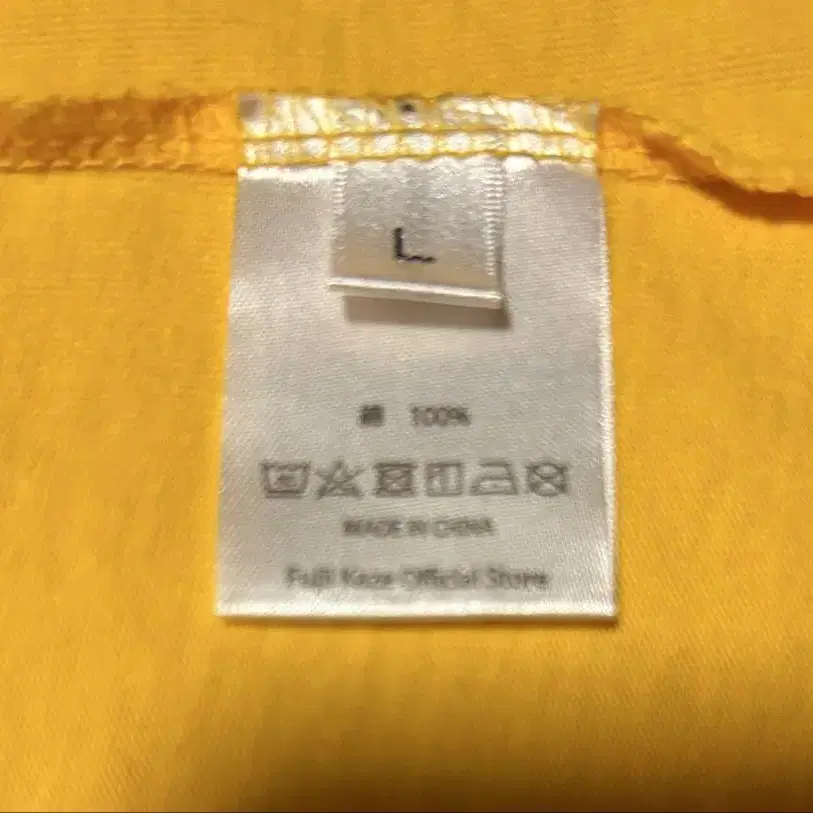 L
綿 100%
MADE IN CHINA
Fujii Kaze Official Store